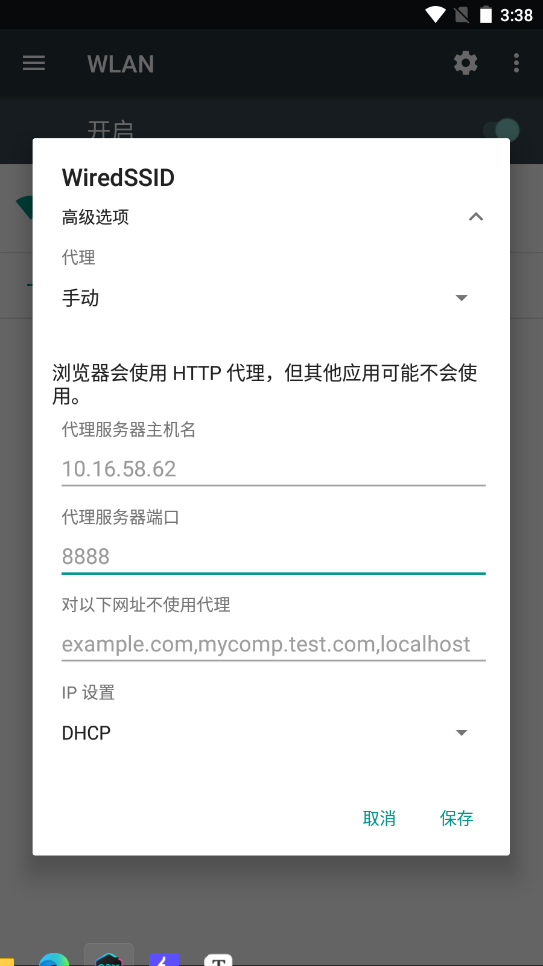 3:38
WLAN
开启
WiredSSID
高级选项
代理
手动
浏览器会使用 HTTP 代理，但其他应用可能不会使
用。
代理服务器主机名
10.16.58.62
代理服务器端口
8888
对以下网址不使用代理
example.com,mycomp.test.com,localhost
IP 设置
DHCP
取消
保存